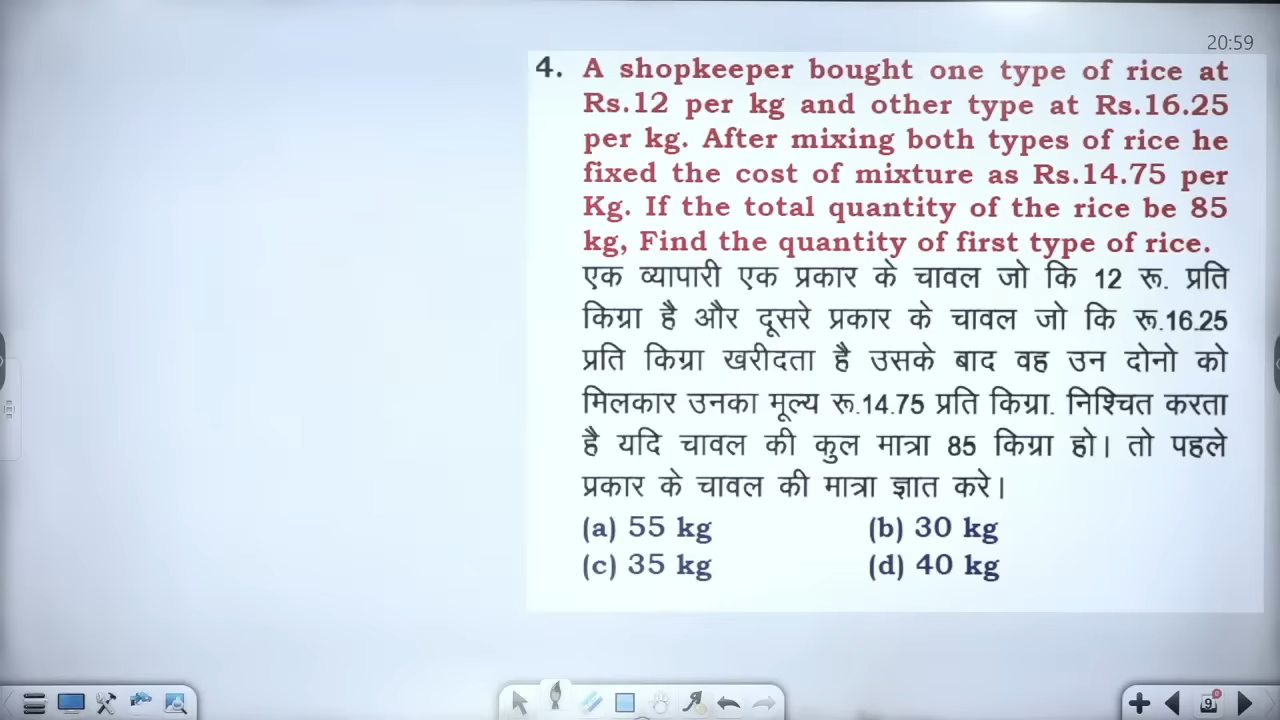 20:59
4. A shopkeeper bought one type of rice at
Rs.12 per kg and other type at Rs.16.25
per kg. After mixing both types of rice he
fixed the cost of mixture as Rs.14.75 per
Kg. If the total quantity of the rice be 85
kg, Find the quantity of first type of rice.
एक व्यापारी एक प्रकार के चावल जो कि 12 रू. प्रति
किग्रा है और दूसरे प्रकार के चावल जो कि रू.16.25
प्रति किग्रा खरीदता है उसके बाद वह उन दोनो को
मिलकार उनका मूल्य रू.14.75 प्रति किग्रा. निश्चित करता
है यदि चावल की कुल मात्रा 85 किग्रा हो। तो पहले
प्रकार के चावल की मात्रा ज्ञात करे।
(a) 55 kg (b) 30 kg
(c) 35 kg (d) 40 kg
9